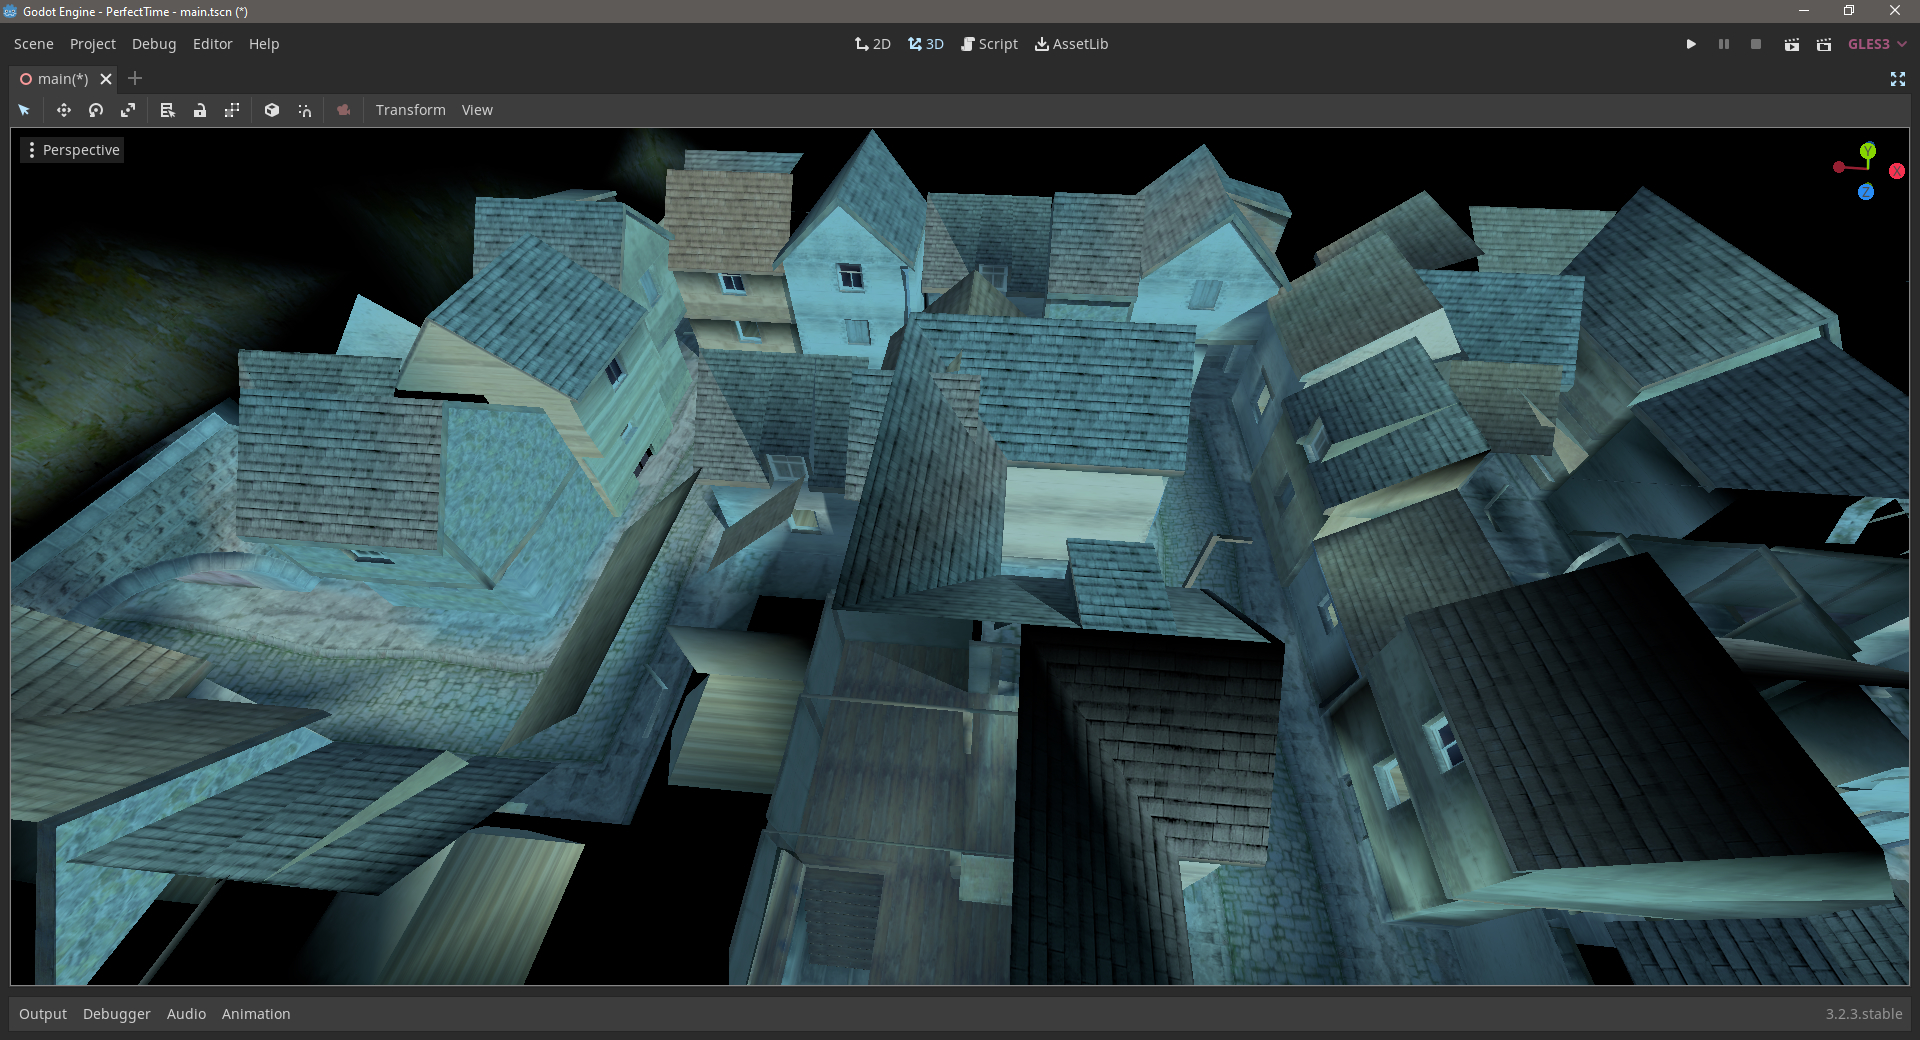 Godot Engine - PerfectTime - main.tscn (*)
Scene Project Debug Editor Help 2D 3D Script AssetLib GLES3
main(*)
Transform View
Perspective
Y
X
Z
Output Debugger Audio Animation 3.2.3.stable